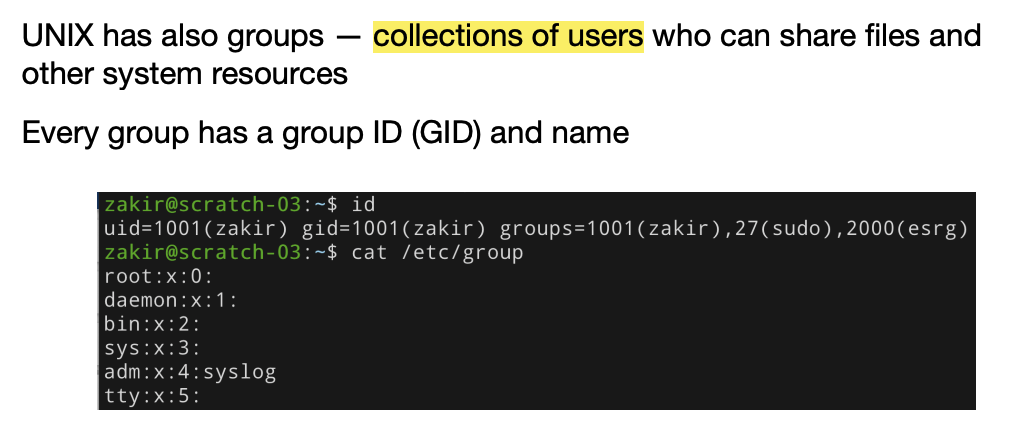 UNIX has also groups — collections of users who can share files and
other system resources
Every group has a group ID (GID) and name
zakir@scratch-03:~$ id
uid=1001(zakir) gid=1001(zakir) groups=1001(zakir),27(sudo),2000(esrg)
zakir@scratch-03:~$ cat /etc/group
root:x:0:
daemon:x:1:
bin:x:2:
sys:x:3:
adm:x:4:syslog
tty:x:5: